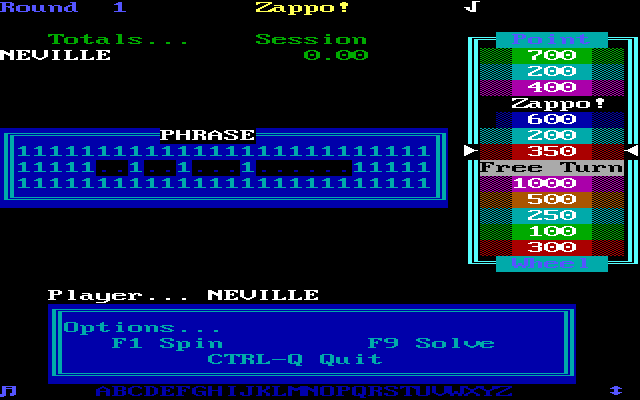 Round 1 Zappo! √
Totals... Session
NEVILLE 0.00
Point
700
200
400
Zappo!
600
200
350
Free Turn
1000
500
250
100
300
Wheel
PHRASE
11111111111111111111111111
11111..1..1...1......11111
11111111111111111111111111
Player... NEVILLE
Options...
F1 Spin F9 Solve
CTRL-Q Quit
♬ ABCDEFGHIJKLMNOPQRSTUVWXYZ ↕